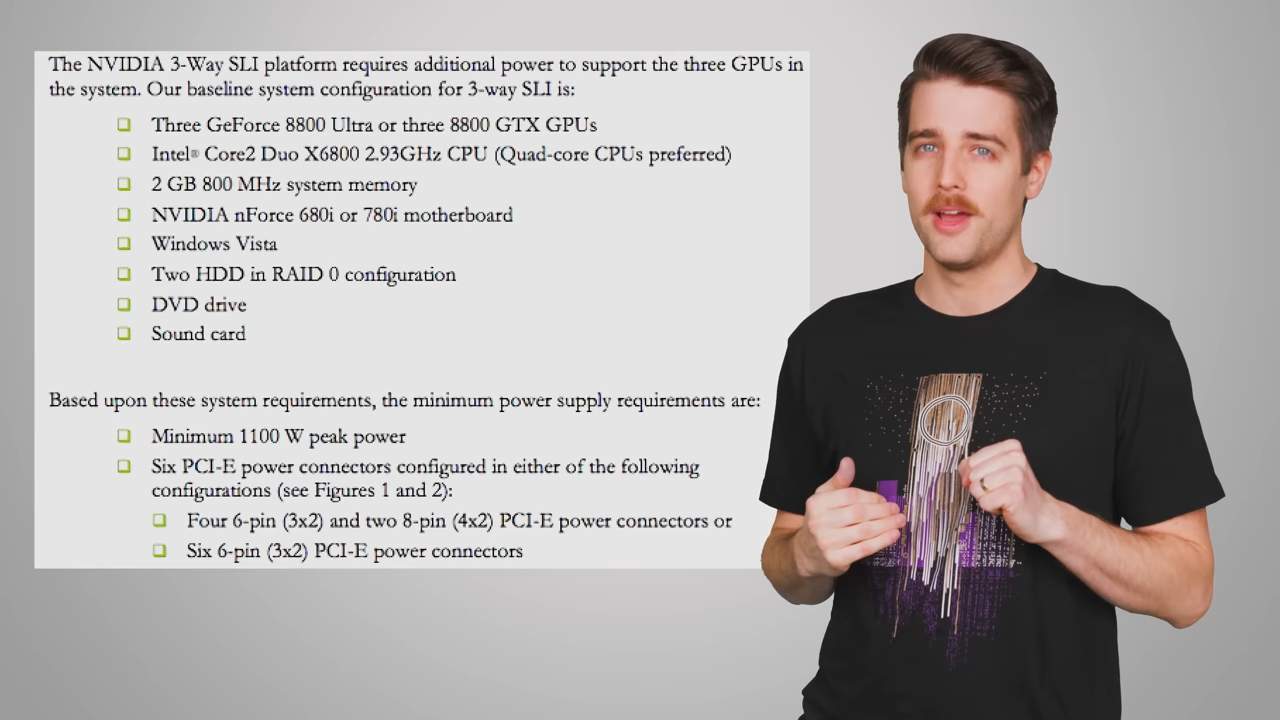 The NVIDIA 3-Way SLI platform requires additional power to support the three GPUs in
the system. Our baseline system configuration for 3-way SLI is:
Three GeForce 8800 Ultra or three 8800 GTX GPUs
Intel® Core2 Duo X6800 2.93GHz CPU (Quad-core CPUs preferred)
2 GB 800 MHz system memory
NVIDIA nForce 680i or 780i motherboard
Windows Vista
Two HDD in RAID 0 configuration
DVD drive
Sound card
Based upon these system requirements, the minimum power supply requirements are:
Minimum 1100 W peak power
Six PCI-E power connectors configured in either of the following
configurations (see Figures 1 and 2):
Four 6-pin (3x2) and two 8-pin (4x2) PCI-E power connectors or
Six 6-pin (3x2) PCI-E power connectors